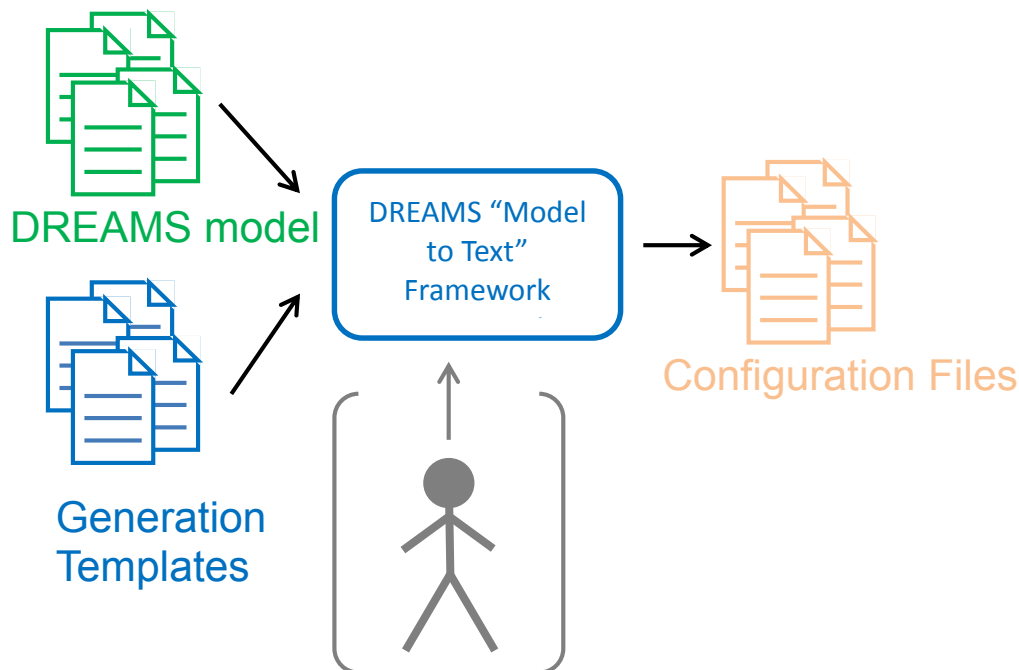 DREAMS model
DREAMS “Model
to Text”
Framework
Configuration Files
Generation
Templates